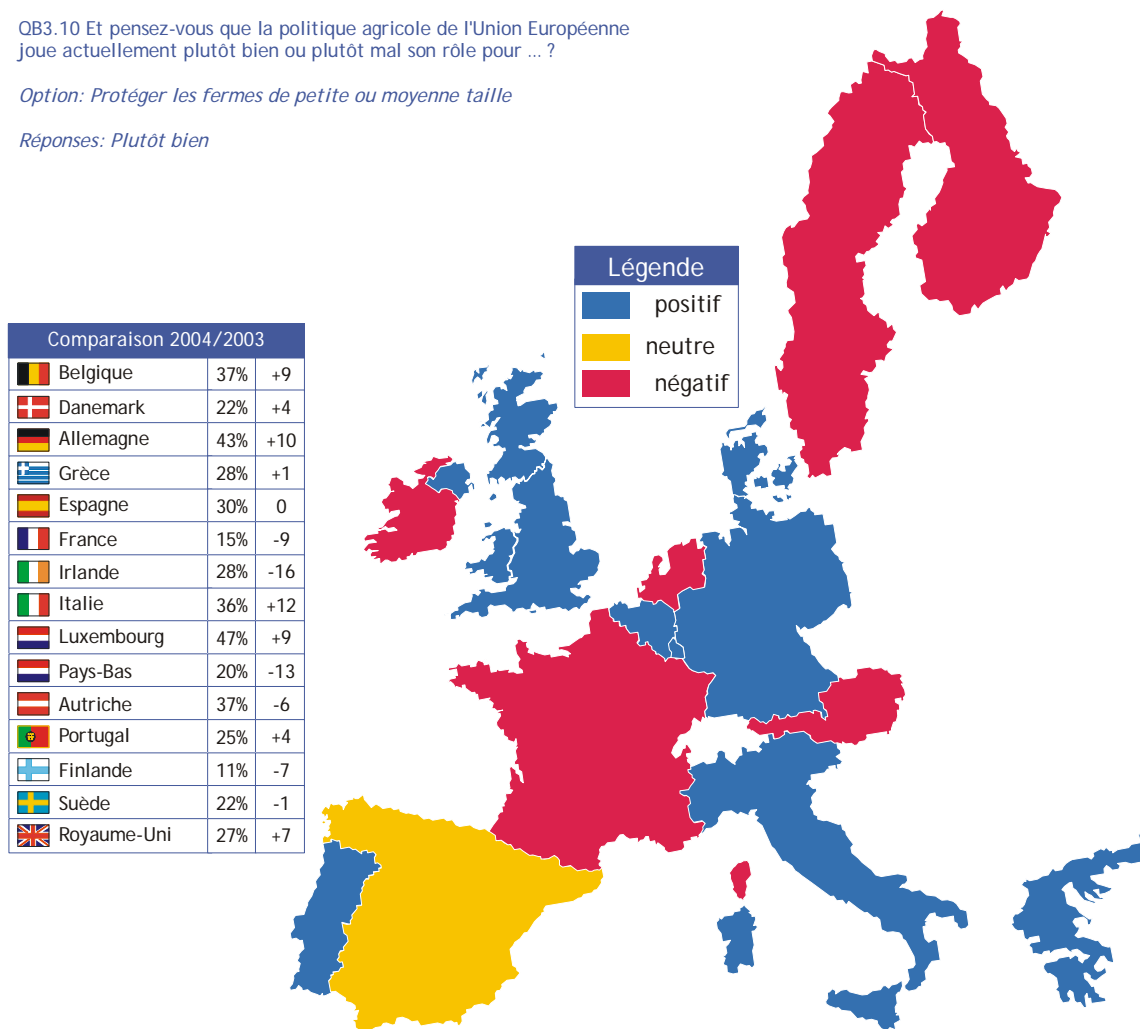 QB3.10 Et pensez-vous que la politique agricole de l'Union Européenne
joue actuellement plutôt bien ou plutôt mal son rôle pour ... ?
Option: Protéger les fermes de petite ou moyenne taille
Réponses: Plutôt bien
Légende
positif
neutre
négatif
Comparaison 2004/2003
Belgique 37% +9
Danemark 22% +4
Allemagne 43% +10
Grèce 28% +1
Espagne 30% 0
France 15% -9
Irlande 28% -16
Italie 36% +12
Luxembourg 47% +9
Pays-Bas 20% -13
Autriche 37% -6
Portugal 25% +4
Finlande 11% -7
Suède 22% -1
Royaume-Uni 27% +7